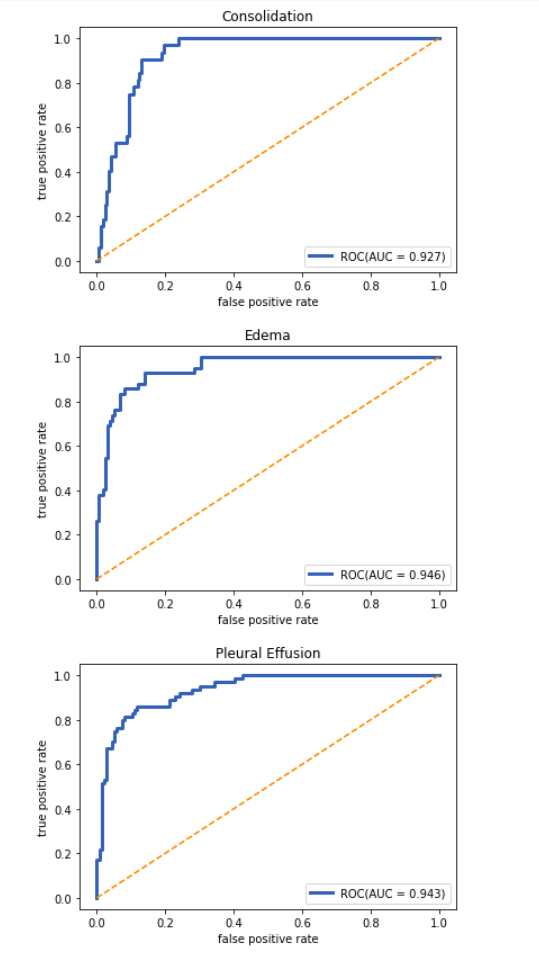 Consolidation
1.0
0.8
0.6
0.4
0.2
0.0
true positive rate
ROC(AUC = 0.927)
0.0 0.2 0.4 0.6 0.8 1.0
false positive rate
Edema
1.0
0.8
0.6
0.4
0.2
0.0
true positive rate
ROC(AUC = 0.946)
0.0 0.2 0.4 0.6 0.8 1.0
false positive rate
Pleural Effusion
1.0
0.8
0.6
0.4
0.2
0.0
true positive rate
ROC(AUC = 0.943)
0.0 0.2 0.4 0.6 0.8 1.0
false positive rate